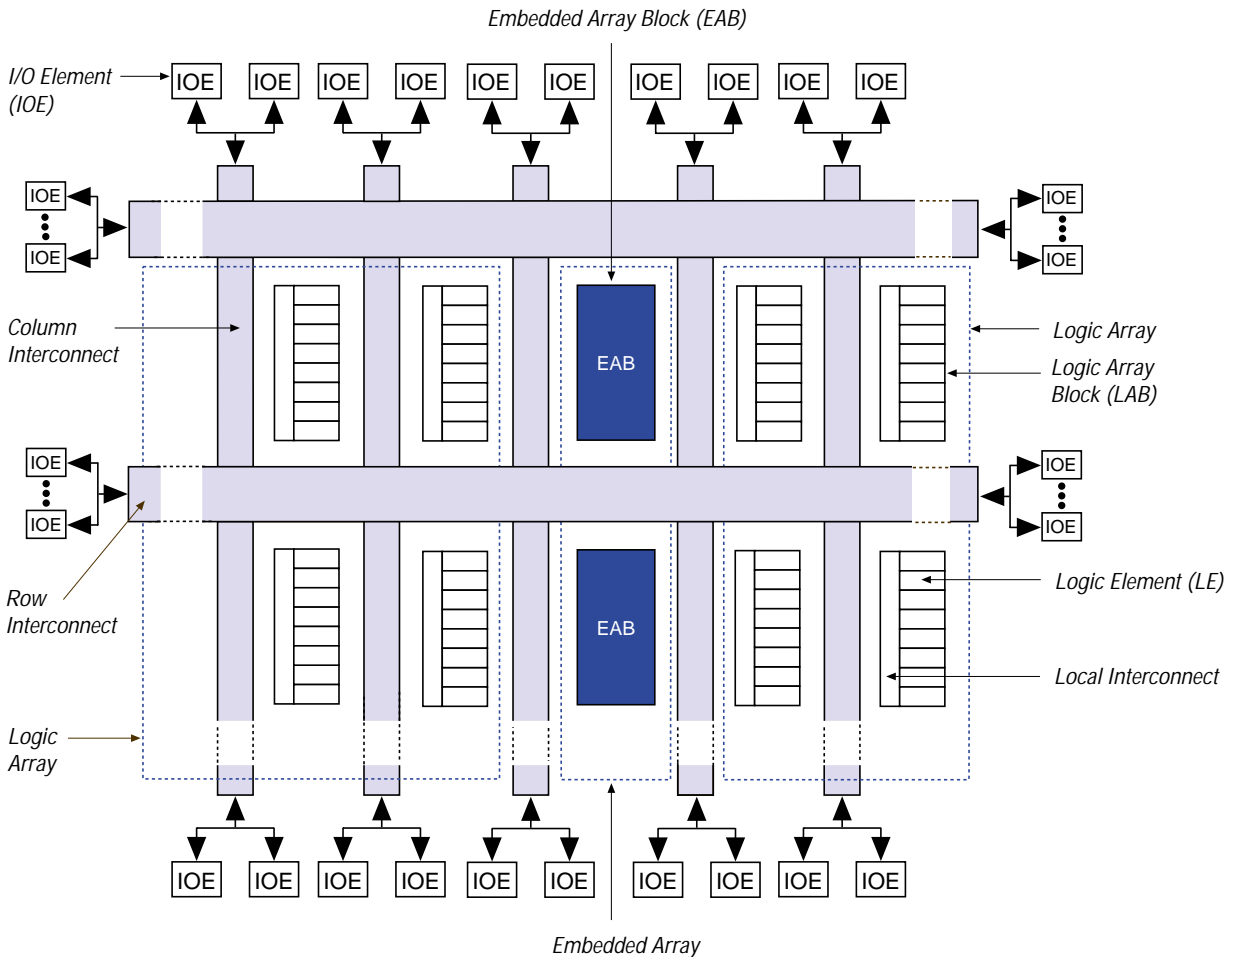 Embedded Array Block (EAB)
I/O Element
(IOE)
IOE IOE IOE IOE IOE IOE IOE IOE IOE IOE
IOE IOE
IOE IOE
Column
Interconnect
EAB
Logic Array
Logic Array
Block (LAB)
IOE IOE
IOE IOE
Row
Interconnect
EAB
Logic Element (LE)
Local Interconnect
Logic
Array
IOE IOE IOE IOE IOE IOE IOE IOE IOE IOE
Embedded Array